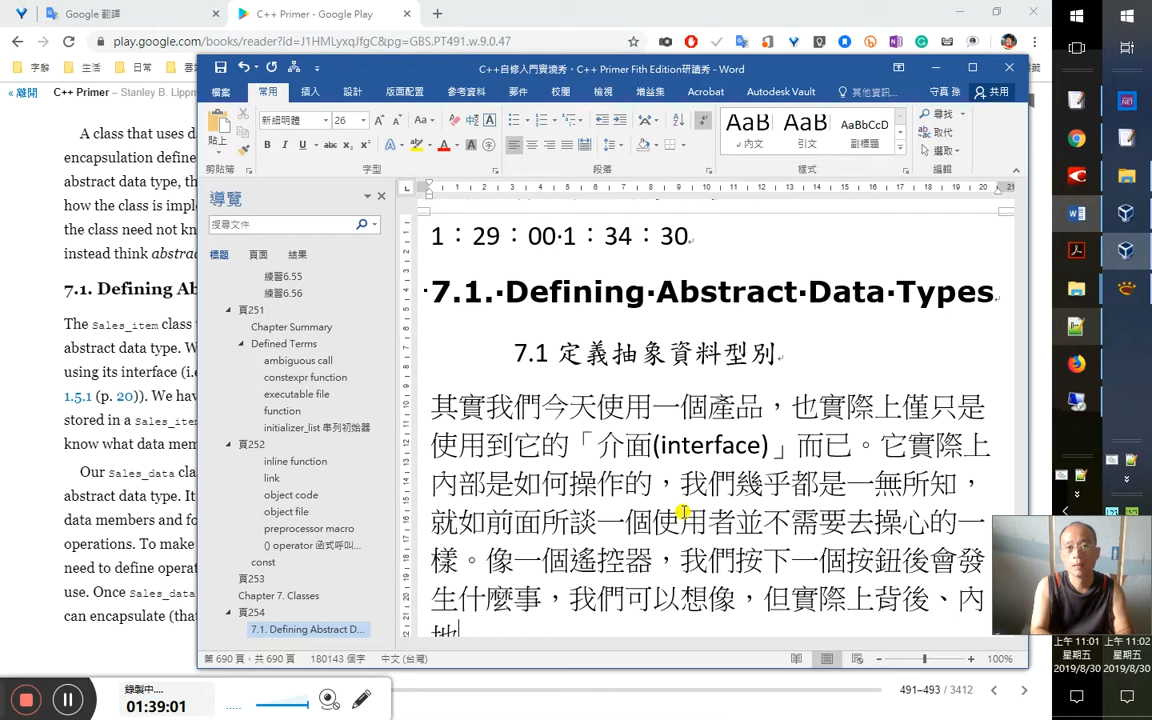 Google 翻譯
C++ Primer - Google Play
play.google.com/books/reader?id=J1HMLyxqJfgC&pg=GBS.PT491.w.9.0.47
字辭
生活
日常
« 離開
C++ Primer – Stanley B. Lippm
A class that uses d
encapsulation define
abstract data type, th
how the class is imple
the class need not kno
instead think abstrac
7.1. Defining Ab
The Sales_item class
abstract data type. W
using its interface (i.e
1.5.1 (p. 20)). We hav
stored in a Sales_item
know what data mem
Our Sales_data cla
abstract data type. It
data members and fo
operations. To make
need to define operat
use. Once Sales_data
can encapsulate (that
C++自修入門實境秀、C++ Primer Fith Edition研讀秀 - Word
檔案
常用
插入
設計
版面配置
參考資料
郵件
校閱
檢視
增益集
Acrobat
Autodesk Vault
其他資訊...
守真 孫
共用
貼上
新細明體
26
AaB
AaB
AaBbCcD
內文
引文
副標題
尋找
取代
選取
剪貼簿
字型
段落
樣式
編輯
導覽
搜尋文件
標題
頁面
結果
練習6.55
練習6.56
頁251
Chapter Summary
Defined Terms
ambiguous call
constexpr function
executable file
function
initializer_list 串列初始器
頁252
inline function
link
object code
object file
preprocessor macro
() operator 函式呼叫...
const
頁253
Chapter 7. Classes
頁254
7.1. Defining Abstract D...
1：29：00·1：34：30
7.1.·Defining·Abstract·Data·Types
7.1 定義抽象資料型別
其實我們今天使用一個產品，也實際上僅只是
使用到它的「介面(interface)」而已。它實際上
內部是如何操作的，我們幾乎都是一無所知，
就如前面所談一個使用者並不需要去操心的一
樣。像一個遙控器，我們按下一個按鈕後會發
生什麼事，我們可以想像，但實際上背後、內
地
第 690 頁，共 690 頁
180143 個字
中文 (台灣)
100%
錄製中....
01:39:01
491–493 / 3412
上午 11:01
星期五
2019/8/30
上午 11:02
星期五
2019/8/30